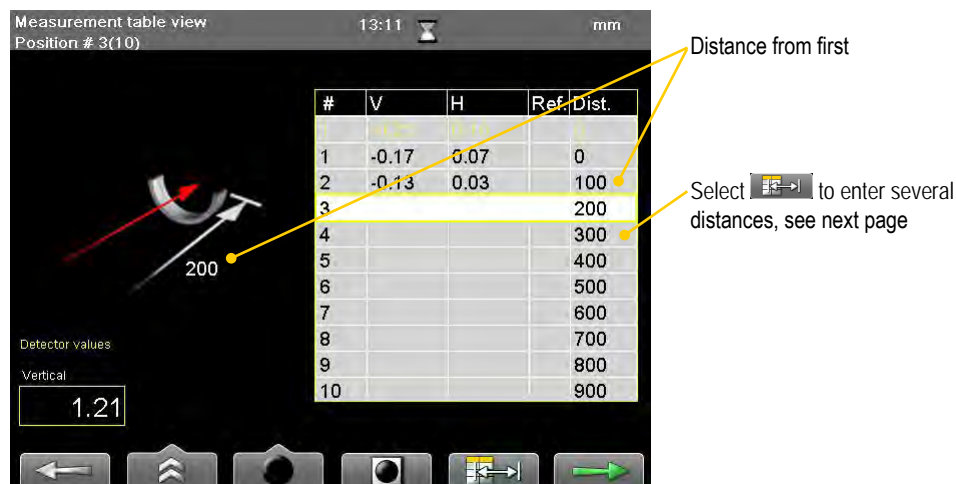 Measurement table view 13:11 mm
Position # 3(10)
# V H Ref. Dist.
1 -0.17 0.07 0
2 -0.13 0.03 100
3 200
4 300
5 400
6 500
7 600
8 700
9 800
10 900
200
Detector values
Vertical
1.21
Distance from first
Select to enter several
distances, see next page